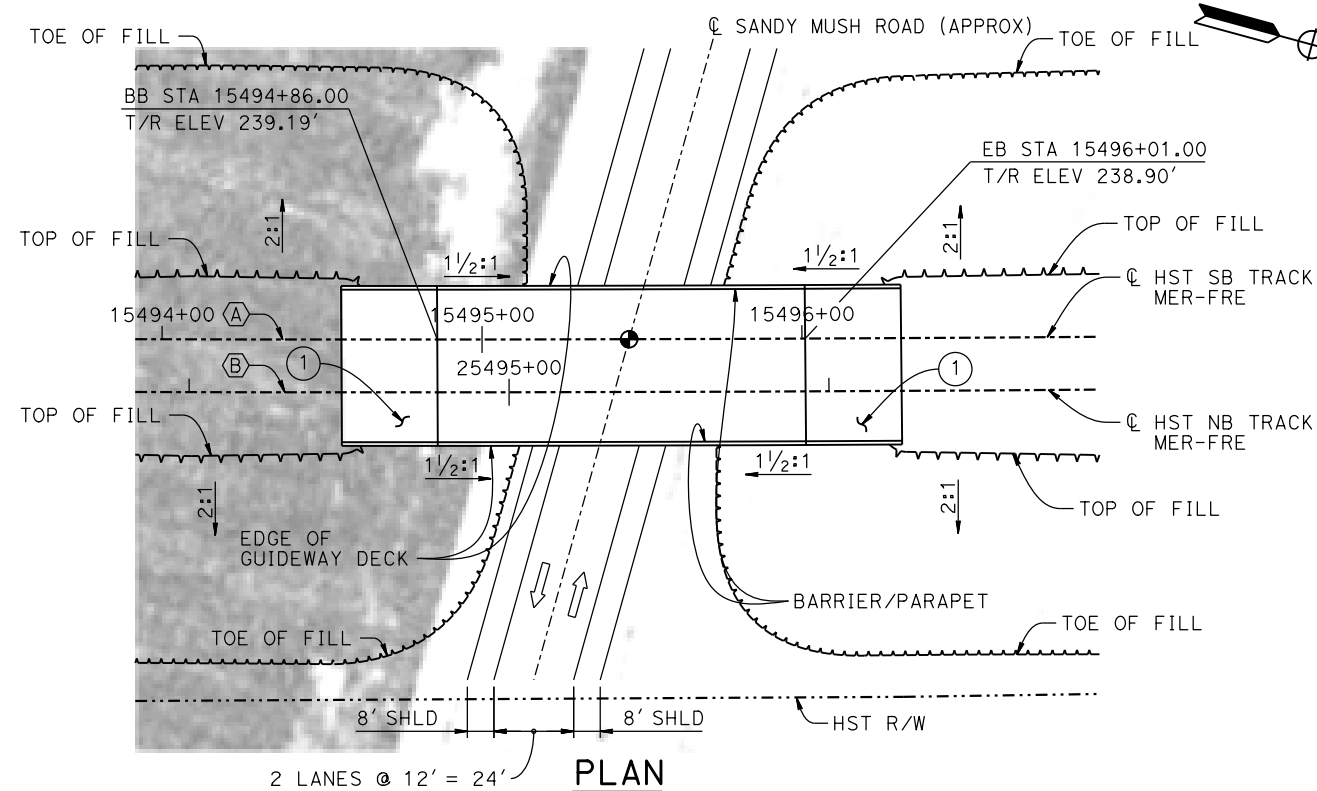 ℄ SANDY MUSH ROAD (APPROX)
TOE OF FILL
TOE OF FILL
BB STA 15494+86.00
T/R ELEV 239.19'
EB STA 15496+01.00
T/R ELEV 238.90'
2:1
2:1
TOP OF FILL
TOP OF FILL
1½:1
1½:1
℄ HST SB TRACK
MER-FRE
15494+00
A
15495+00
15496+00
B
1
25495+00
1
TOP OF FILL
℄ HST NB TRACK
MER-FRE
1½:1
1½:1
2:1
2:1
TOP OF FILL
EDGE OF
GUIDEWAY DECK
BARRIER/PARAPET
TOE OF FILL
TOE OF FILL
8' SHLD
8' SHLD
HST R/W
2 LANES @ 12' = 24'
PLAN